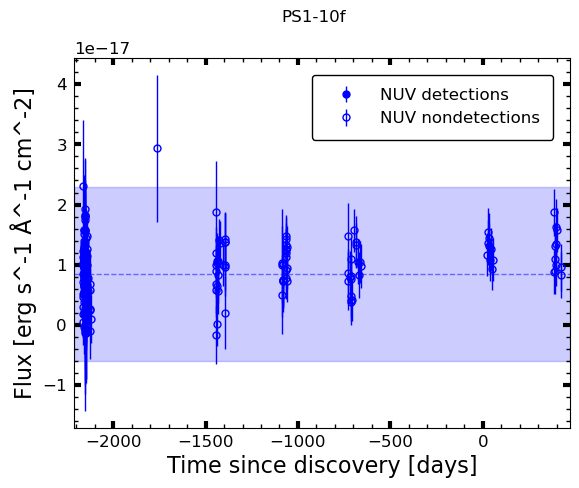 PS1-10f
1e−17
NUV detections
NUV nondetections
4
3
2
1
0
−1
Flux [erg s^-1 Å^-1 cm^-2]
−2000
−1500
−1000
−500
0
Time since discovery [days]